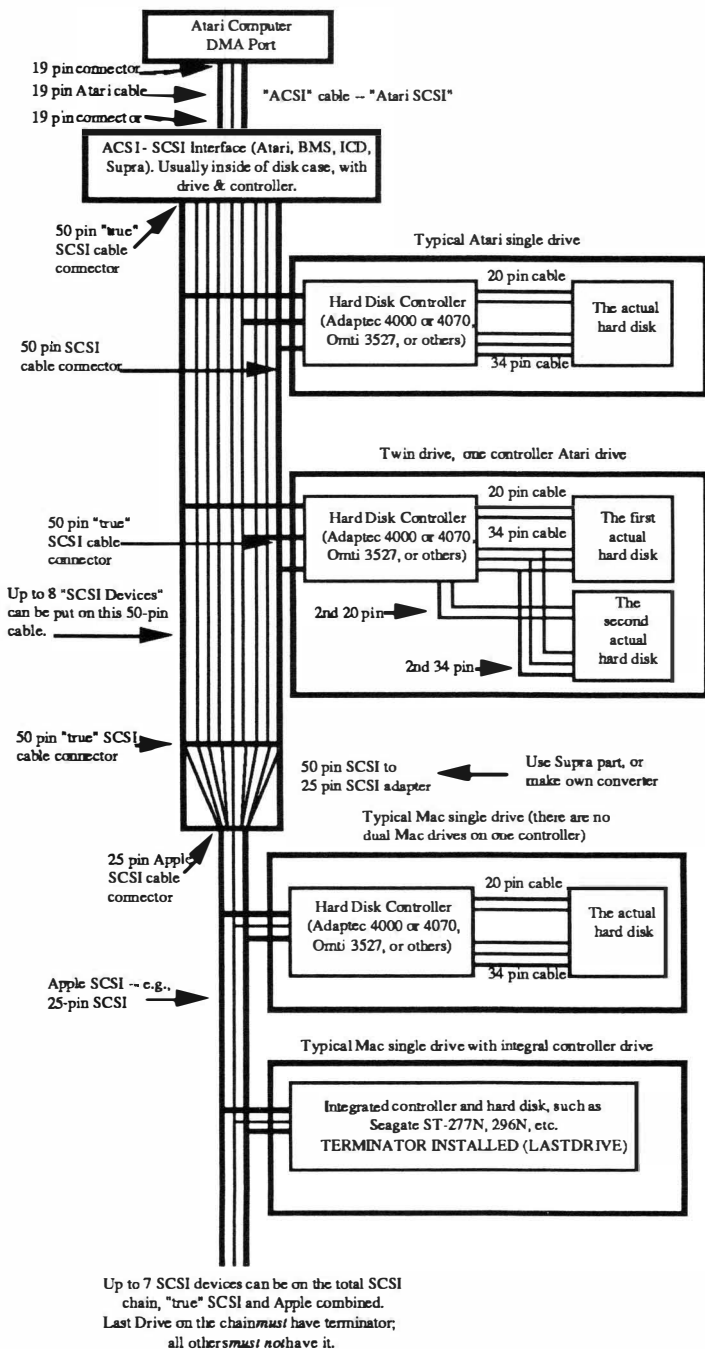 Atari Computer
DMA Port
19 pin connector
19 pin Atari cable
"ACSI" cable -- "Atari SCSI"
19 pin connector
ACSI - SCSI Interface (Atari, BMS, ICD,
Supra). Usually inside of disk case, with
drive & controller.
50 pin "true"
SCSI cable
connector
Typical Atari single drive
20 pin cable
Hard Disk Controller
(Adaptec 4000 or 4070,
Omti 3527, or others)
The actual
hard disk
34 pin cable
50 pin SCSI
cable connector
Twin drive, one controller Atari drive
20 pin cable
Hard Disk Controller
(Adaptec 4000 or 4070,
Omti 3527, or others)
34 pin cable
The first
actual
hard disk
50 pin "true"
SCSI cable
connector
2nd 20 pin
The
second
actual
hard disk
2nd 34 pin
Up to 8 "SCSI Devices"
can be put on this 50-pin
cable.
50 pin "true" SCSI
cable connector
50 pin SCSI to
25 pin SCSI adapter
Use Supra part, or
make own converter
Typical Mac single drive (there are no
dual Mac drives on one controller)
25 pin Apple
SCSI cable
connector
20 pin cable
Hard Disk Controller
(Adaptec 4000 or 4070,
Omti 3527, or others)
The actual
hard disk
34 pin cable
Apple SCSI -- e.g.,
25-pin SCSI
Typical Mac single drive with integral controller drive
Integrated controller and hard disk, such as
Seagate ST-277N, 296N, etc.
TERMINATOR INSTALLED (LAST DRIVE)
Up to 7 SCSI devices can be on the total SCSI
chain, "true" SCSI and Apple combined.
Last Drive on the chain must have terminator;
all others must not have it.